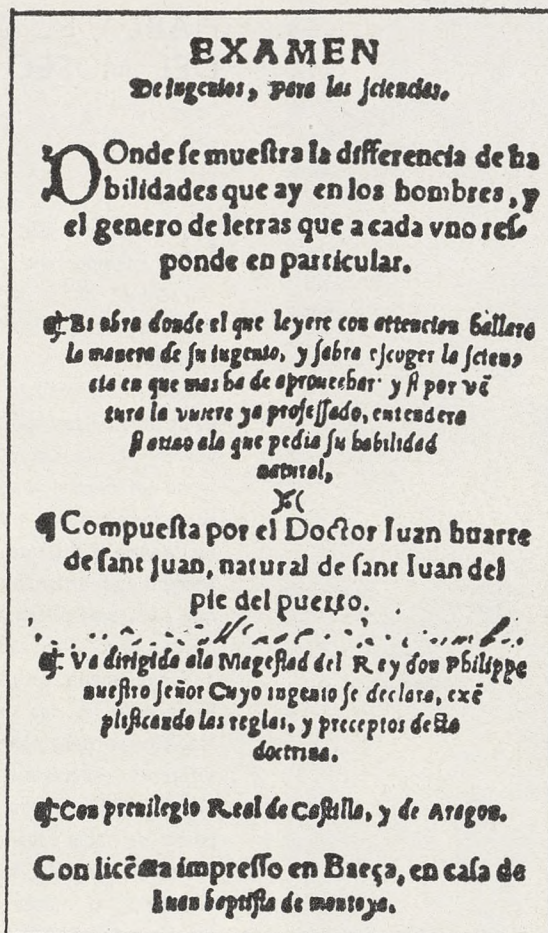 EXAMEN
De ingenios, para las sciencias.
DOnde se muestra la differencia de ha
bilidades que ay en los hombres, y
el genero de letras que a cada vno res
ponde en particular.
Es obra donde el que leyere con attencion hallara
la manera de su ingenio, y sabra escoger la scien,
cia en que mas ha de aprouechar y si por vẽ
tura la vuiere ya professado, entendera
si atino ala que pedia su habilidad
natural,
¶ Compuesta por el Doctor Iuan huarte
de sant Juan, natural de sant Iuan del
pie del puerto.
Va dirigida ala Magestad del Rey don Philippe
nuestro señor Cuyo ingenio se declara, exẽ
plificando las reglas, y preceptos desta
doctrina.
Con preuilegio Real de Castilla, y de Aragon.
Con licẽcia impresso en Baeça, en casa de
Iuan baptista de montoya.